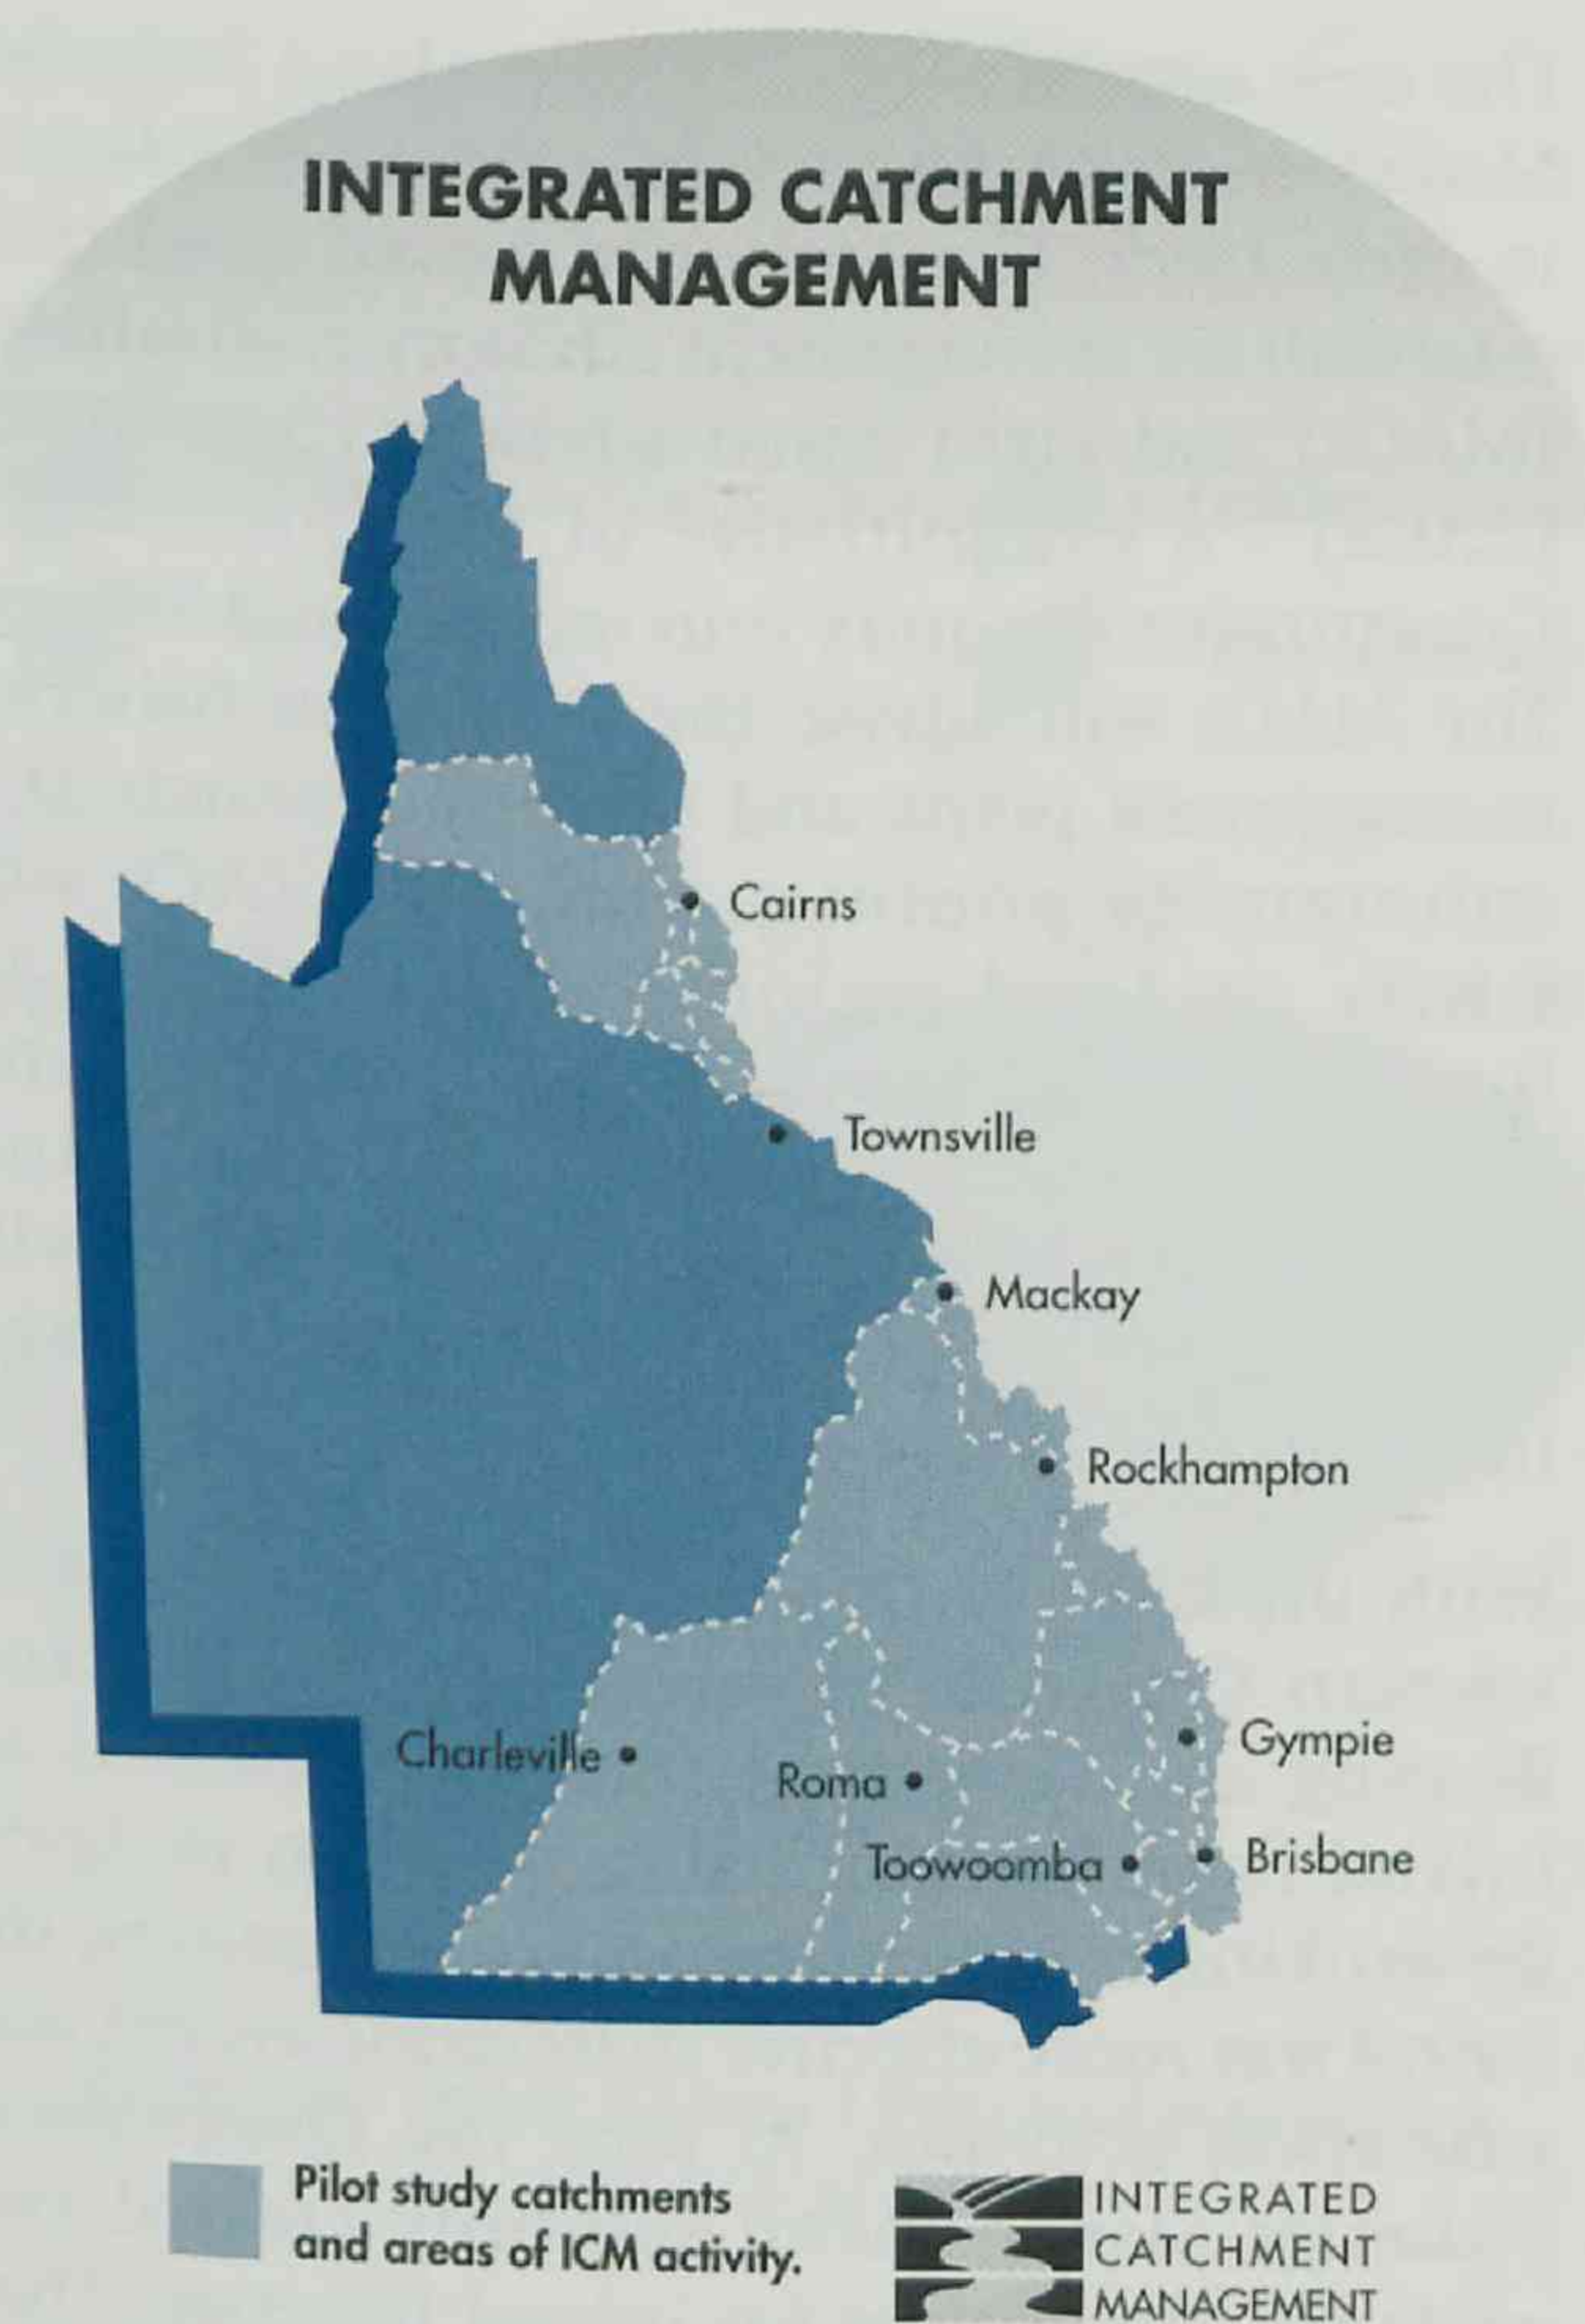 INTEGRATED CATCHMENT
MANAGEMENT
Cairns
Townsville
Mackay
Rockhampton
Charleville
Gympie
Roma
Toowoomba
Brisbane
Pilot study catchments
and areas of ICM activity.
INTEGRATED
CATCHMENT
MANAGEMENT